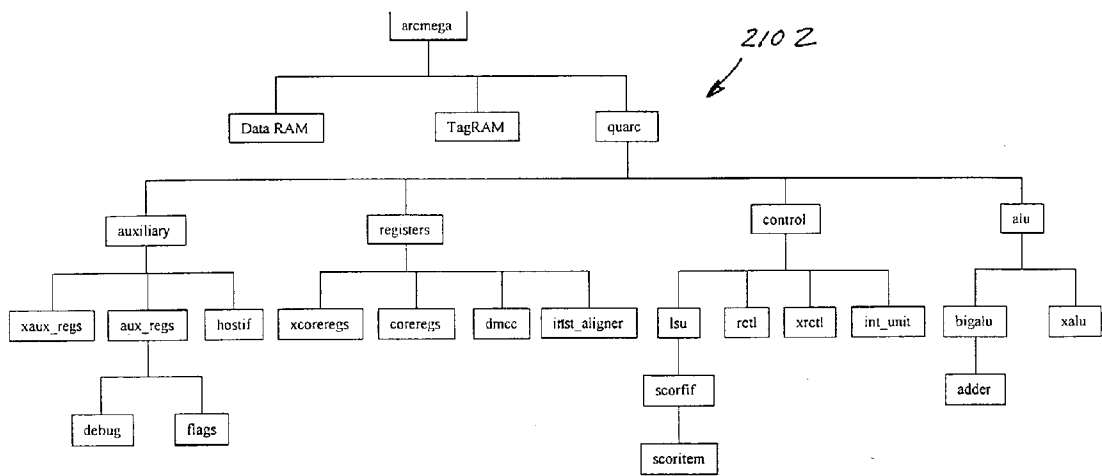 arcmega
2102
Data RAM
TagRAM
quarc
auxiliary
registers
control
alu
xaux_regs
aux_regs
hostif
xcoreregs
coreregs
dmcc
inst_aligner
lsu
rctl
xrctl
int_unit
bigalu
xalu
debug
flags
scorfif
adder
scoritem